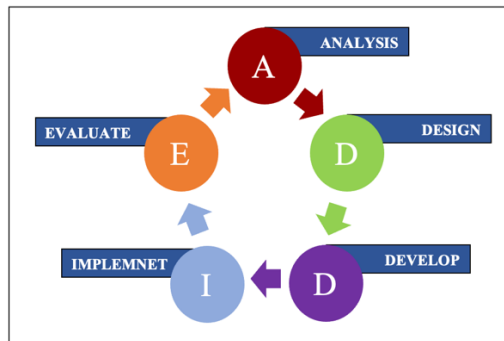 A
ANALYSIS
D
DESIGN
D
DEVELOP
I
IMPLEMNET
E
EVALUATE